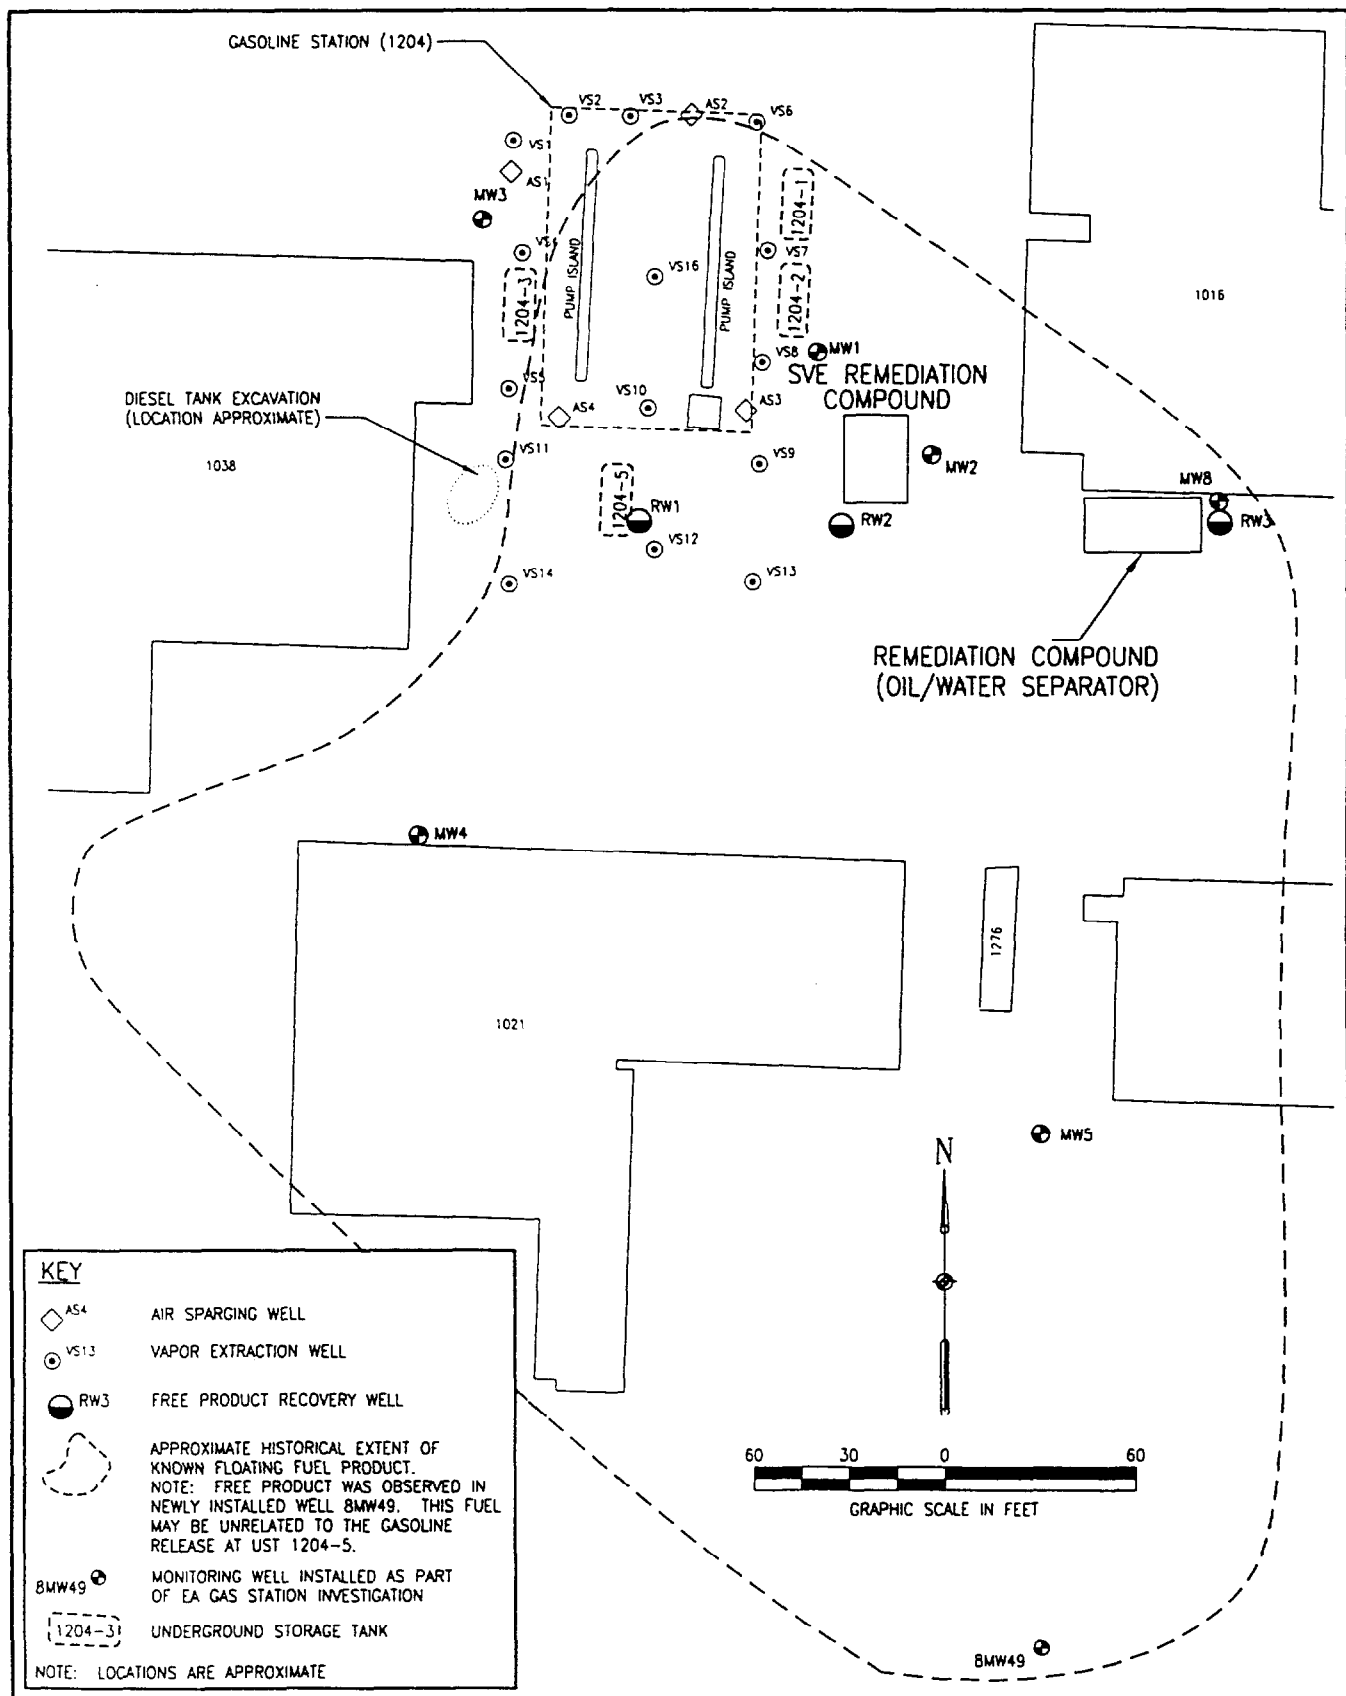 GASOLINE STATION (1204)
VS2
VS3
AS2
VS6
VS1
AS1
MW3
1204-1
VS
VS7
1204-3
PUMP ISLAND
VS16
PUMP ISLAND
1204-2
1016
VS8
MW1
SVE REMEDIATION
COMPOUND
VS5
VS10
AS4
AS3
DIESEL TANK EXCAVATION
(LOCATION APPROXIMATE)
1038
VS11
VS9
MW2
1204-5
RW1
RW2
MW8
RW3
VS12
VS14
VS13
REMEDIATION COMPOUND
(OIL/WATER SEPARATOR)
MW4
1276
1021
MW5
N
KEY
AS4 AIR SPARGING WELL
VS13 VAPOR EXTRACTION WELL
RW3 FREE PRODUCT RECOVERY WELL
APPROXIMATE HISTORICAL EXTENT OF
KNOWN FLOATING FUEL PRODUCT.
NOTE: FREE PRODUCT WAS OBSERVED IN
NEWLY INSTALLED WELL 8MW49. THIS FUEL
MAY BE UNRELATED TO THE GASOLINE
RELEASE AT UST 1204-5.
8MW49 MONITORING WELL INSTALLED AS PART
OF EA GAS STATION INVESTIGATION
1204-3 UNDERGROUND STORAGE TANK
NOTE: LOCATIONS ARE APPROXIMATE
60 30 0 60
GRAPHIC SCALE IN FEET
8MW49